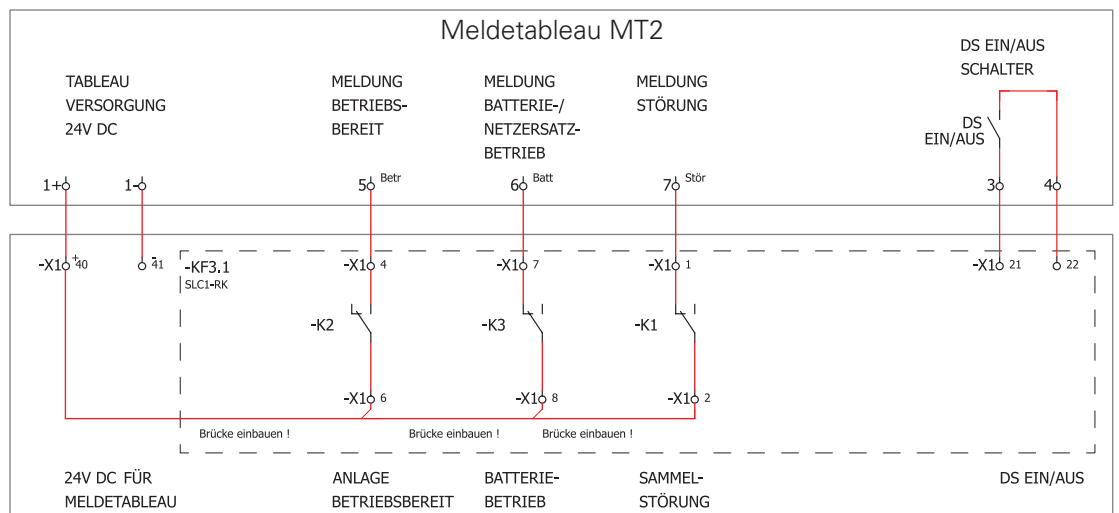 Meldetableau MT2
TABLEAU
VERSORGUNG
24V DC
MELDUNG
BETRIEBS-
BEREIT
MELDUNG
BATTERIE-/
NETZERSATZ-
BETRIEB
MELDUNG
STÖRUNG
DS EIN/AUS
SCHALTER
DS
EIN/AUS
1+
1-
5 Betr
6 Batt
7 Stör
3
4
-X1 + 40
- 41
-KF3.1
SLC1-RK
-X1 4
-X1 7
-X1 1
-X1 21
22
-K2
-K3
-K1
-X1 6
-X1 8
-X1 2
Brücke einbauen !
Brücke einbauen !
Brücke einbauen !
24V DC FÜR
MELDETABLEAU
ANLAGE
BETRIEBSBEREIT
BATTERIE-
BETRIEB
SAMMEL-
STÖRUNG
DS EIN/AUS